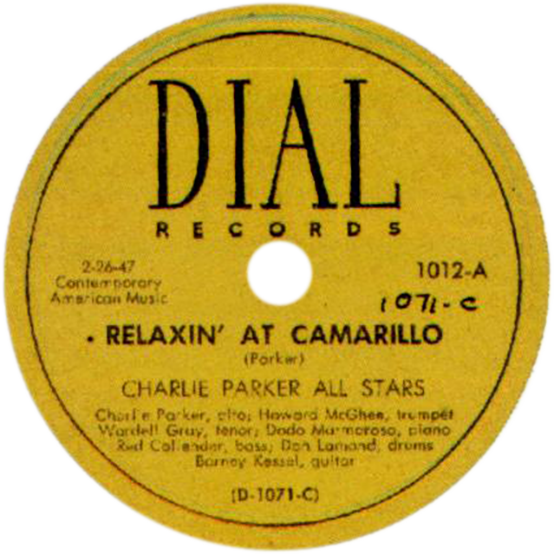 DIAL
RECORDS
2-26-47
Contemporary
American Music
1012-A
1071-C
• RELAXIN' AT CAMARILLO
(Parker)
CHARLIE PARKER ALL STARS
Charlie Parker, alto; Howard McGhee, trumpet
Wardell Gray, tenor; Dodo Marmarosa, piano
Red Callender, bass; Don Lamond, drums
Barney Kessel, guitar
(D-1071-C)